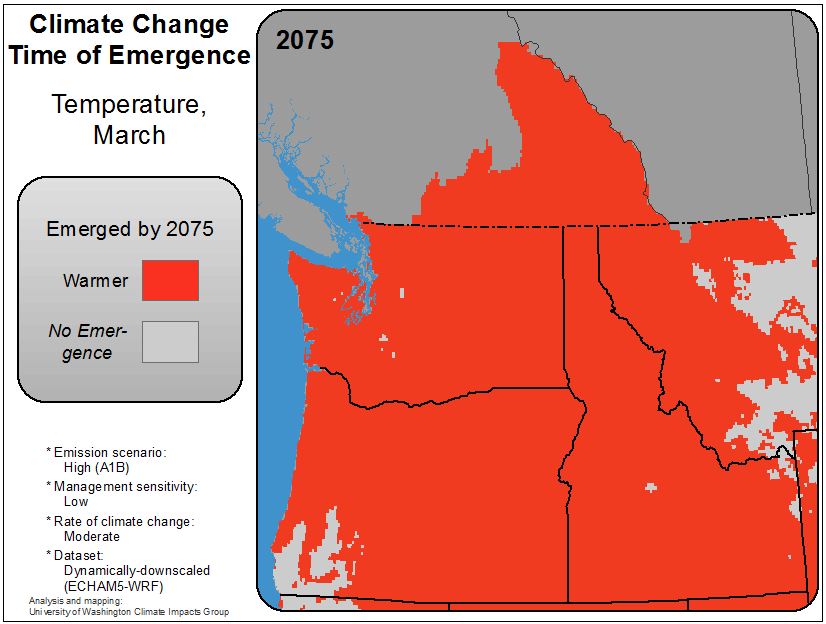 Climate Change
Time of Emergence
Temperature,
March
2075
Emerged by 2075
Warmer
No Emer-
gence
* Emission scenario:
High (A1B)
* Management sensitivity:
Low
* Rate of climate change:
Moderate
* Dataset:
Dynamically-downscaled
(ECHAM5-WRF)
Analysis and mapping:
University of Washington Climate Impacts Group